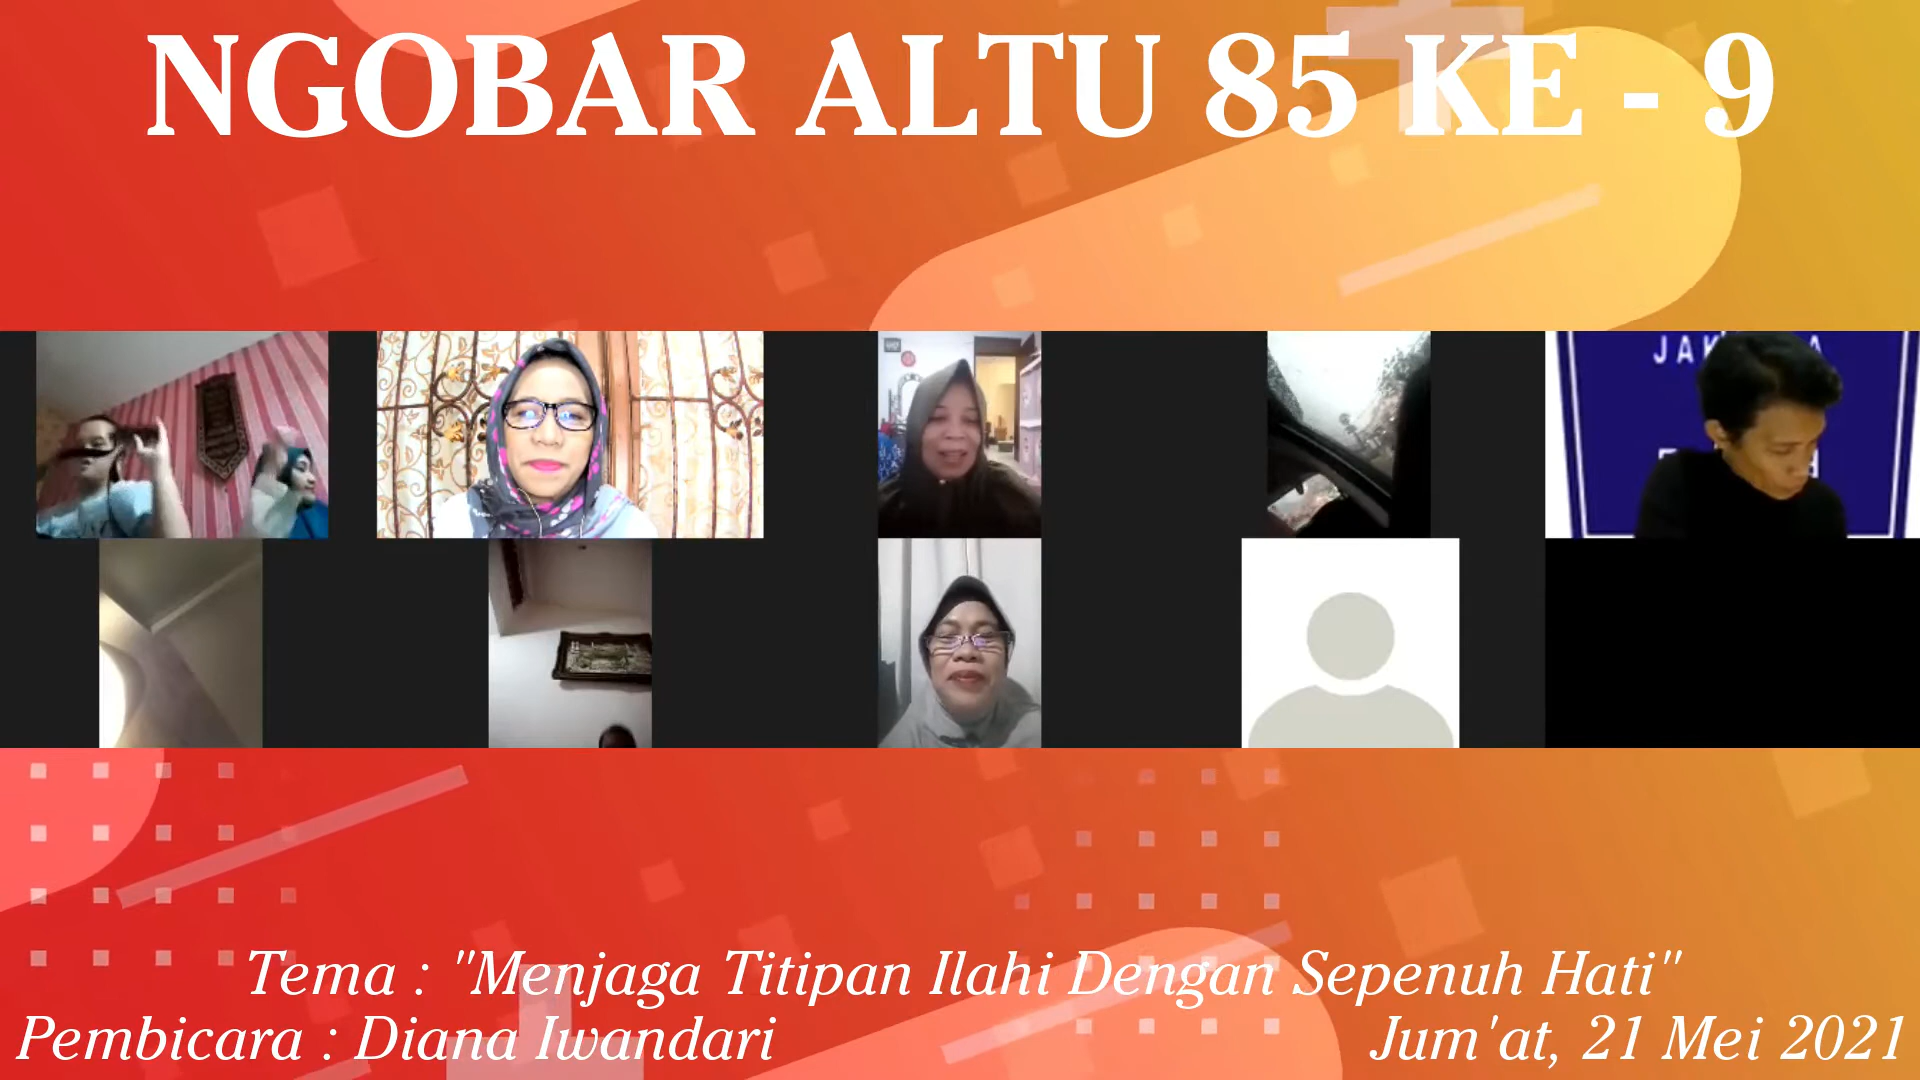 NGOBAR ALTU 85 KE - 9
Tema : "Menjaga Titipan Ilahi Dengan Sepenuh Hati"
Pembicara : Diana Iwandari
Jum'at, 21 Mei 2021